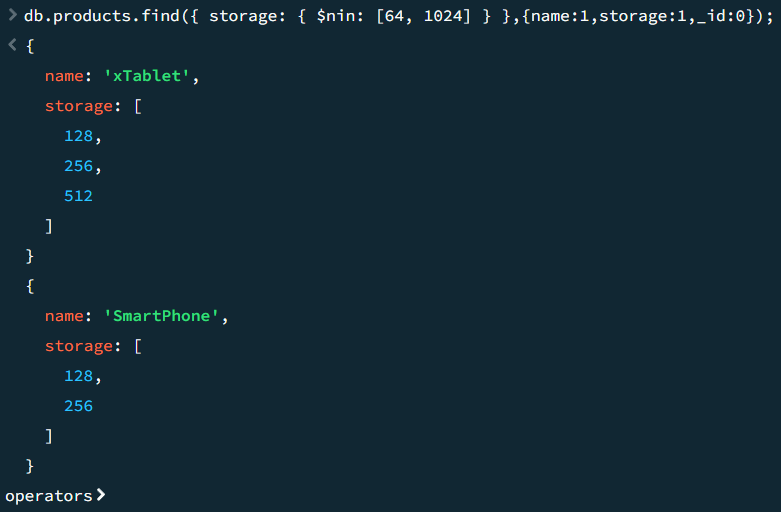 > db.products.find({ storage: { $nin: [64, 1024] } },{name:1,storage:1,_id:0});
< {
name: 'xTablet',
storage: [
128,
256,
512
]
}
{
name: 'SmartPhone',
storage: [
128,
256
]
}
operators>